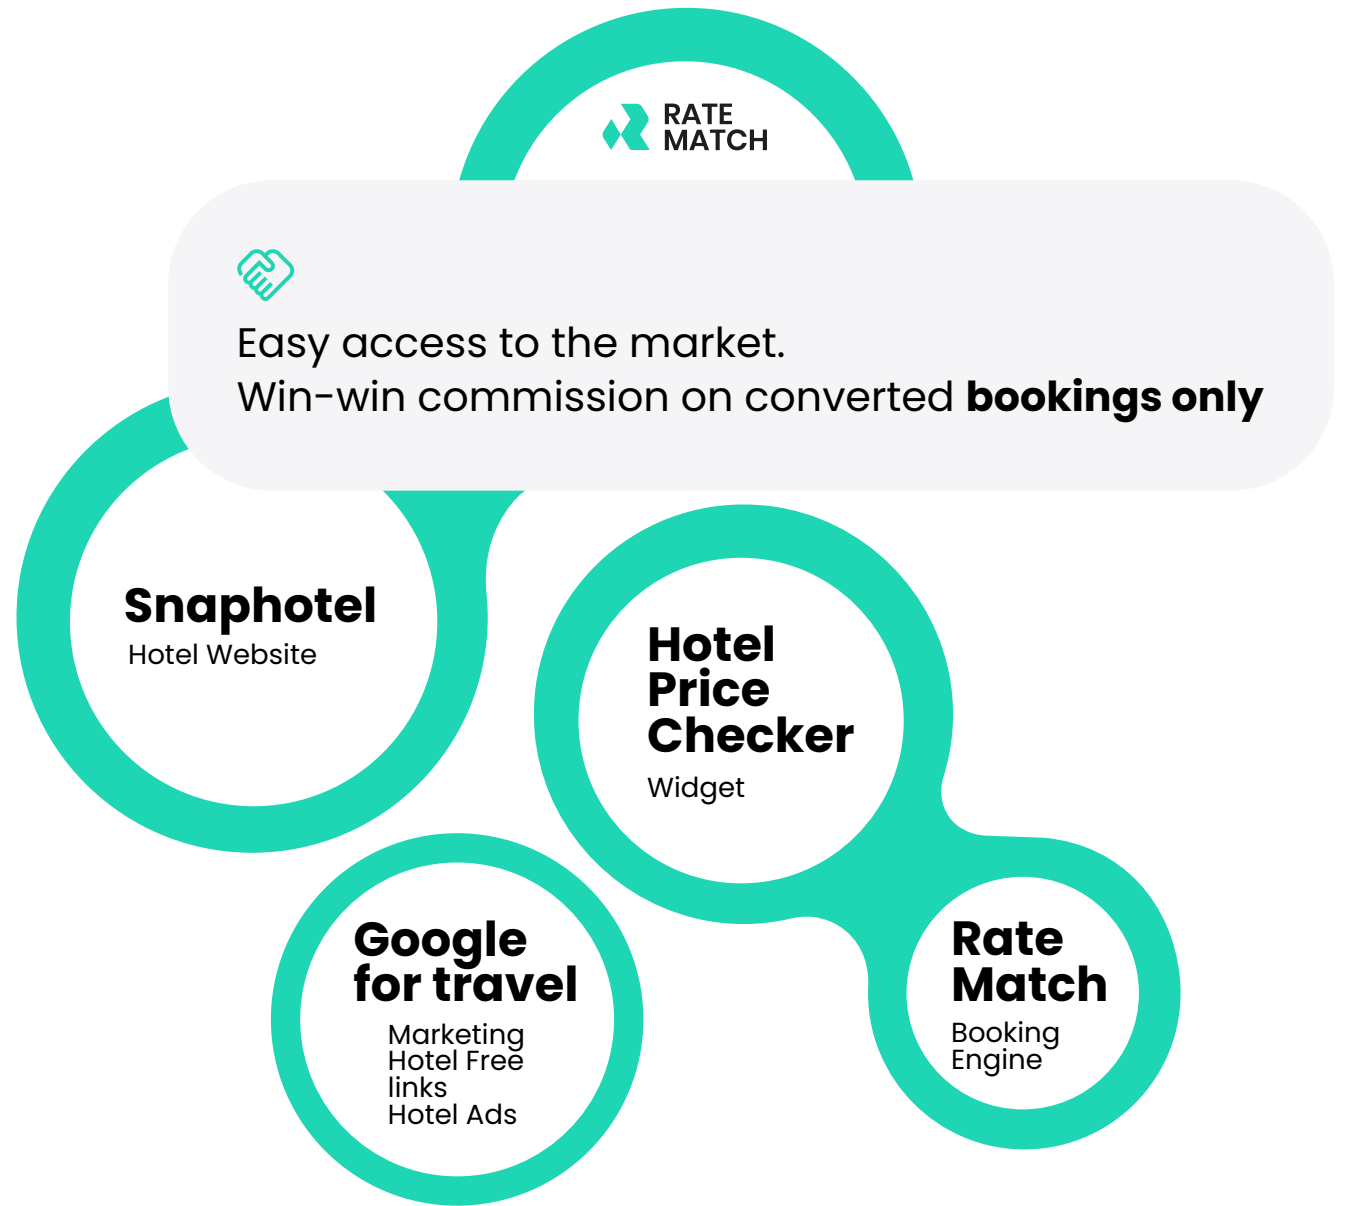 RATE
MATCH
Easy access to the market.
Win-win commission on converted bookings only
Snaphotel
Hotel Website
Hotel
Price
Checker
Widget
Google
for travel
Marketing
Hotel Free
links
Hotel Ads
Rate
Match
Booking
Engine